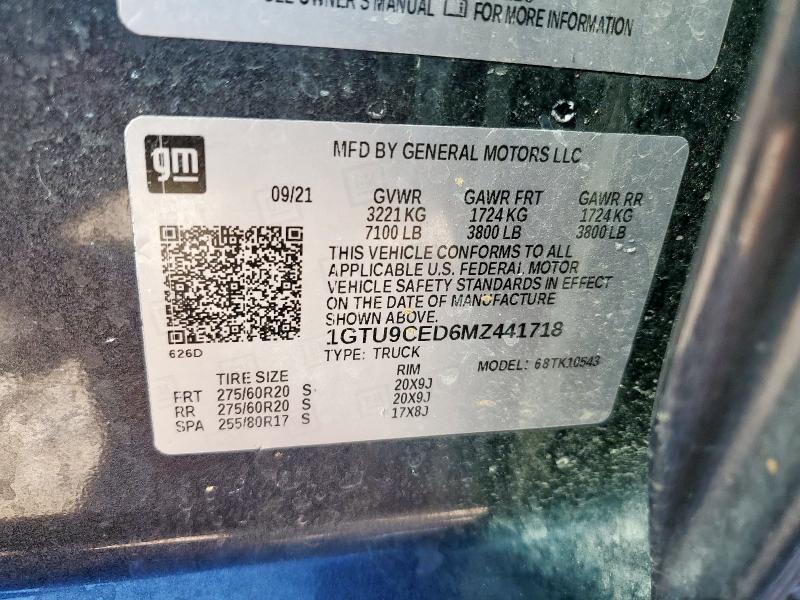 OWNER'S MANUAL FOR MORE INFORMATION
gm
MFD BY GENERAL MOTORS LLC
09/21 GVWR GAWR FRT GAWR RR
3221 KG 1724 KG 1724 KG
7100 LB 3800 LB 3800 LB
THIS VEHICLE CONFORMS TO ALL
APPLICABLE U.S. FEDERAL MOTOR
VEHICLE SAFETY STANDARDS IN EFFECT
ON THE DATE OF MANUFACTURE
SHOWN ABOVE.
1GTU9CED6MZ441718
626D
TYPE: TRUCK MODEL: 68TK10543
TIRE SIZE RIM
FRT 275/60R20 S 20X9J
RR 275/60R20 S 20X9J
SPA 255/80R17 S 17X8J